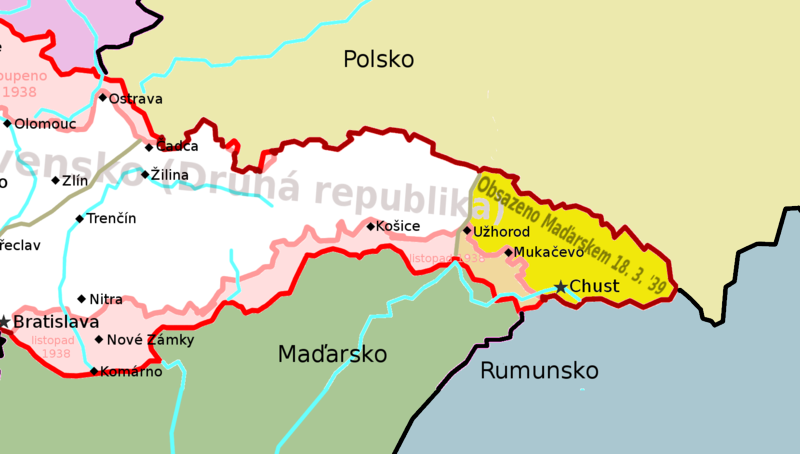 Polsko
oupeno
1938
Ostrava
Olomouc
Čadca
vensko (Druhá republika)
Žilina
Zlín
Obsazeno Maďarskem 18. 3. '39
Trenčín
Košice
Užhorod
řeclav
Mukačevo
listopad 1938
Chust
Nitra
Bratislava
listopad
1938
Nové Zámky
Maďarsko
Komárno
Rumunsko